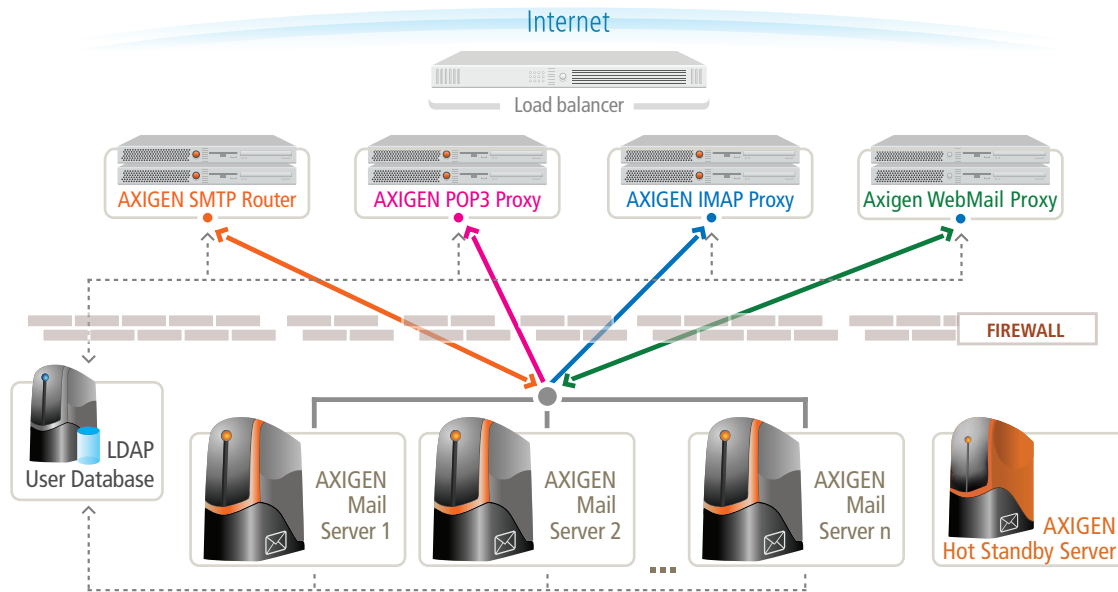 Internet
Load balancer
AXIGEN SMTP Router
AXIGEN POP3 Proxy
AXIGEN IMAP Proxy
Axigen WebMail Proxy
FIREWALL
LDAP
User Database
AXIGEN
Mail
Server 1
AXIGEN
Mail
Server 2
...
AXIGEN
Mail
Server n
AXIGEN
Hot Standby Server